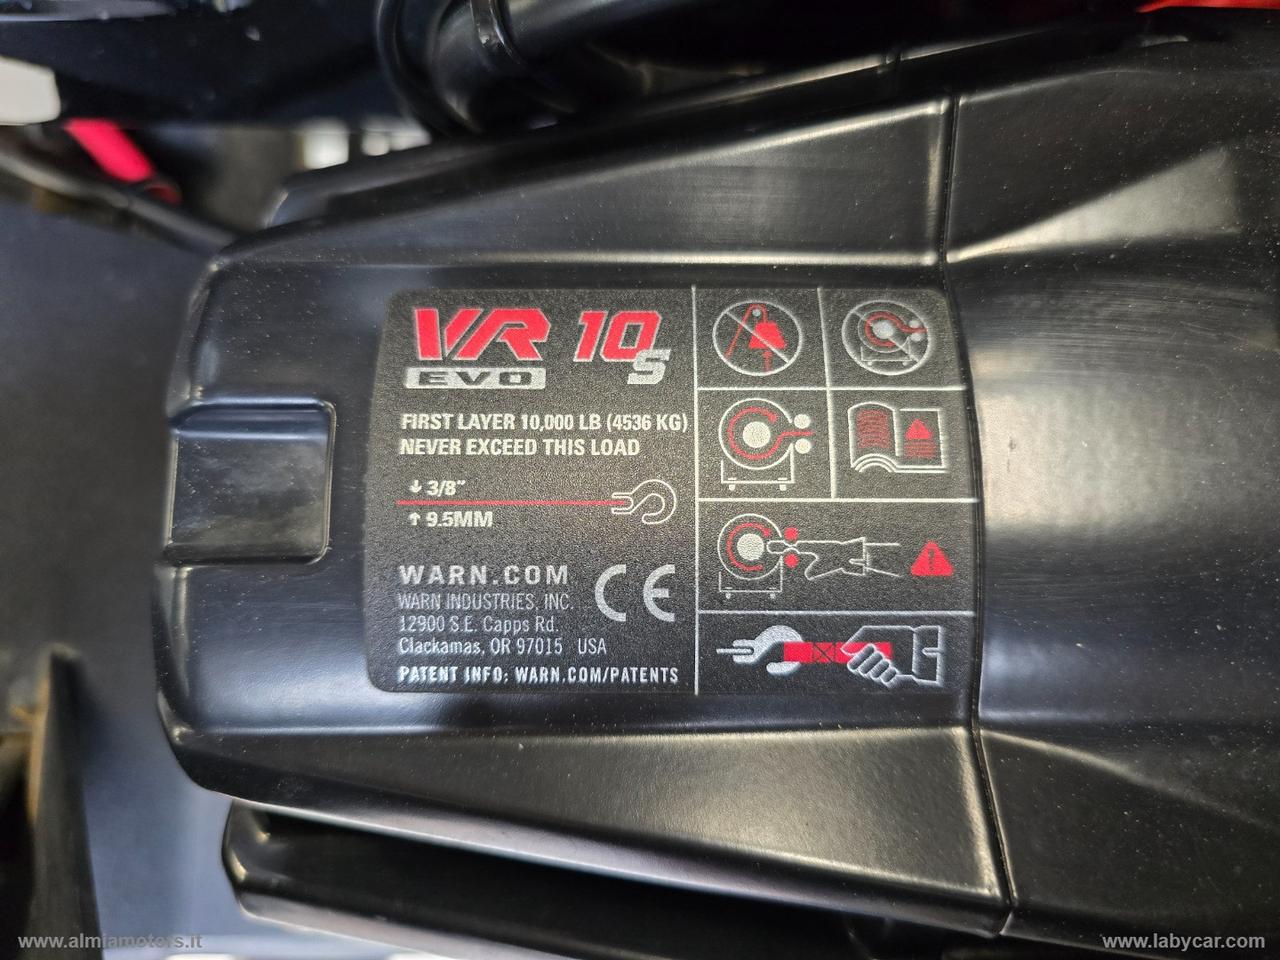 VR 10
EVO S
FIRST LAYER 10,000 LB (4536 KG)
NEVER EXCEED THIS LOAD
↓ 3/8"
↑ 9.5MM
WARN.COM
WARN INDUSTRIES, INC.
12900 S.E. Capps Rd.
Clackamas, OR 97015 USA
CE
PATENT INFO: WARN.COM/PATENTS
www.almiamotors.it
www.labycar.com